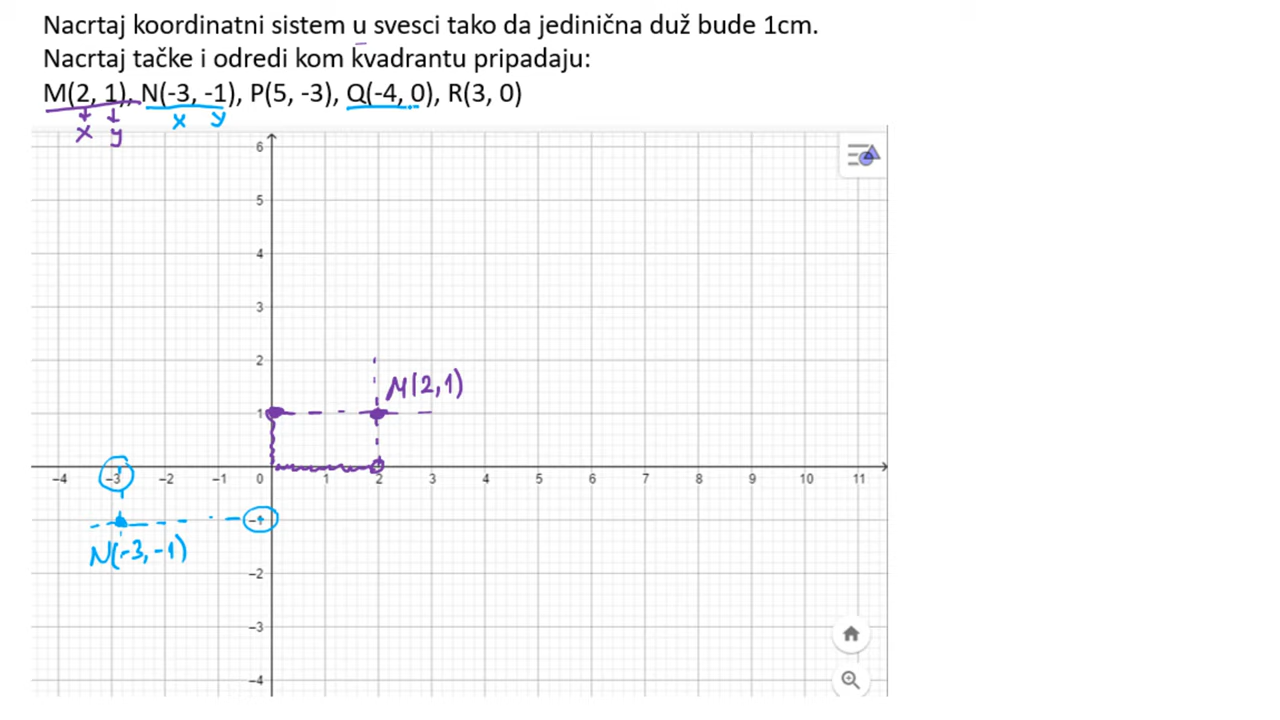 Nacrtaj koordinatni sistem u svesci tako da jedinična duž bude 1cm.
Nacrtaj tačke i odredi kom kvadrantu pripadaju:
M(2, 1), N(-3, -1), P(5, -3), Q(-4, 0), R(3, 0)
x y
x y
6
5
4
3
2
M(2,1)
1
-4 -3 -2 -1 0 1 2 3 4 5 6 7 8 9 10 11
-1
N(-3,-1)
-2
-3
-4